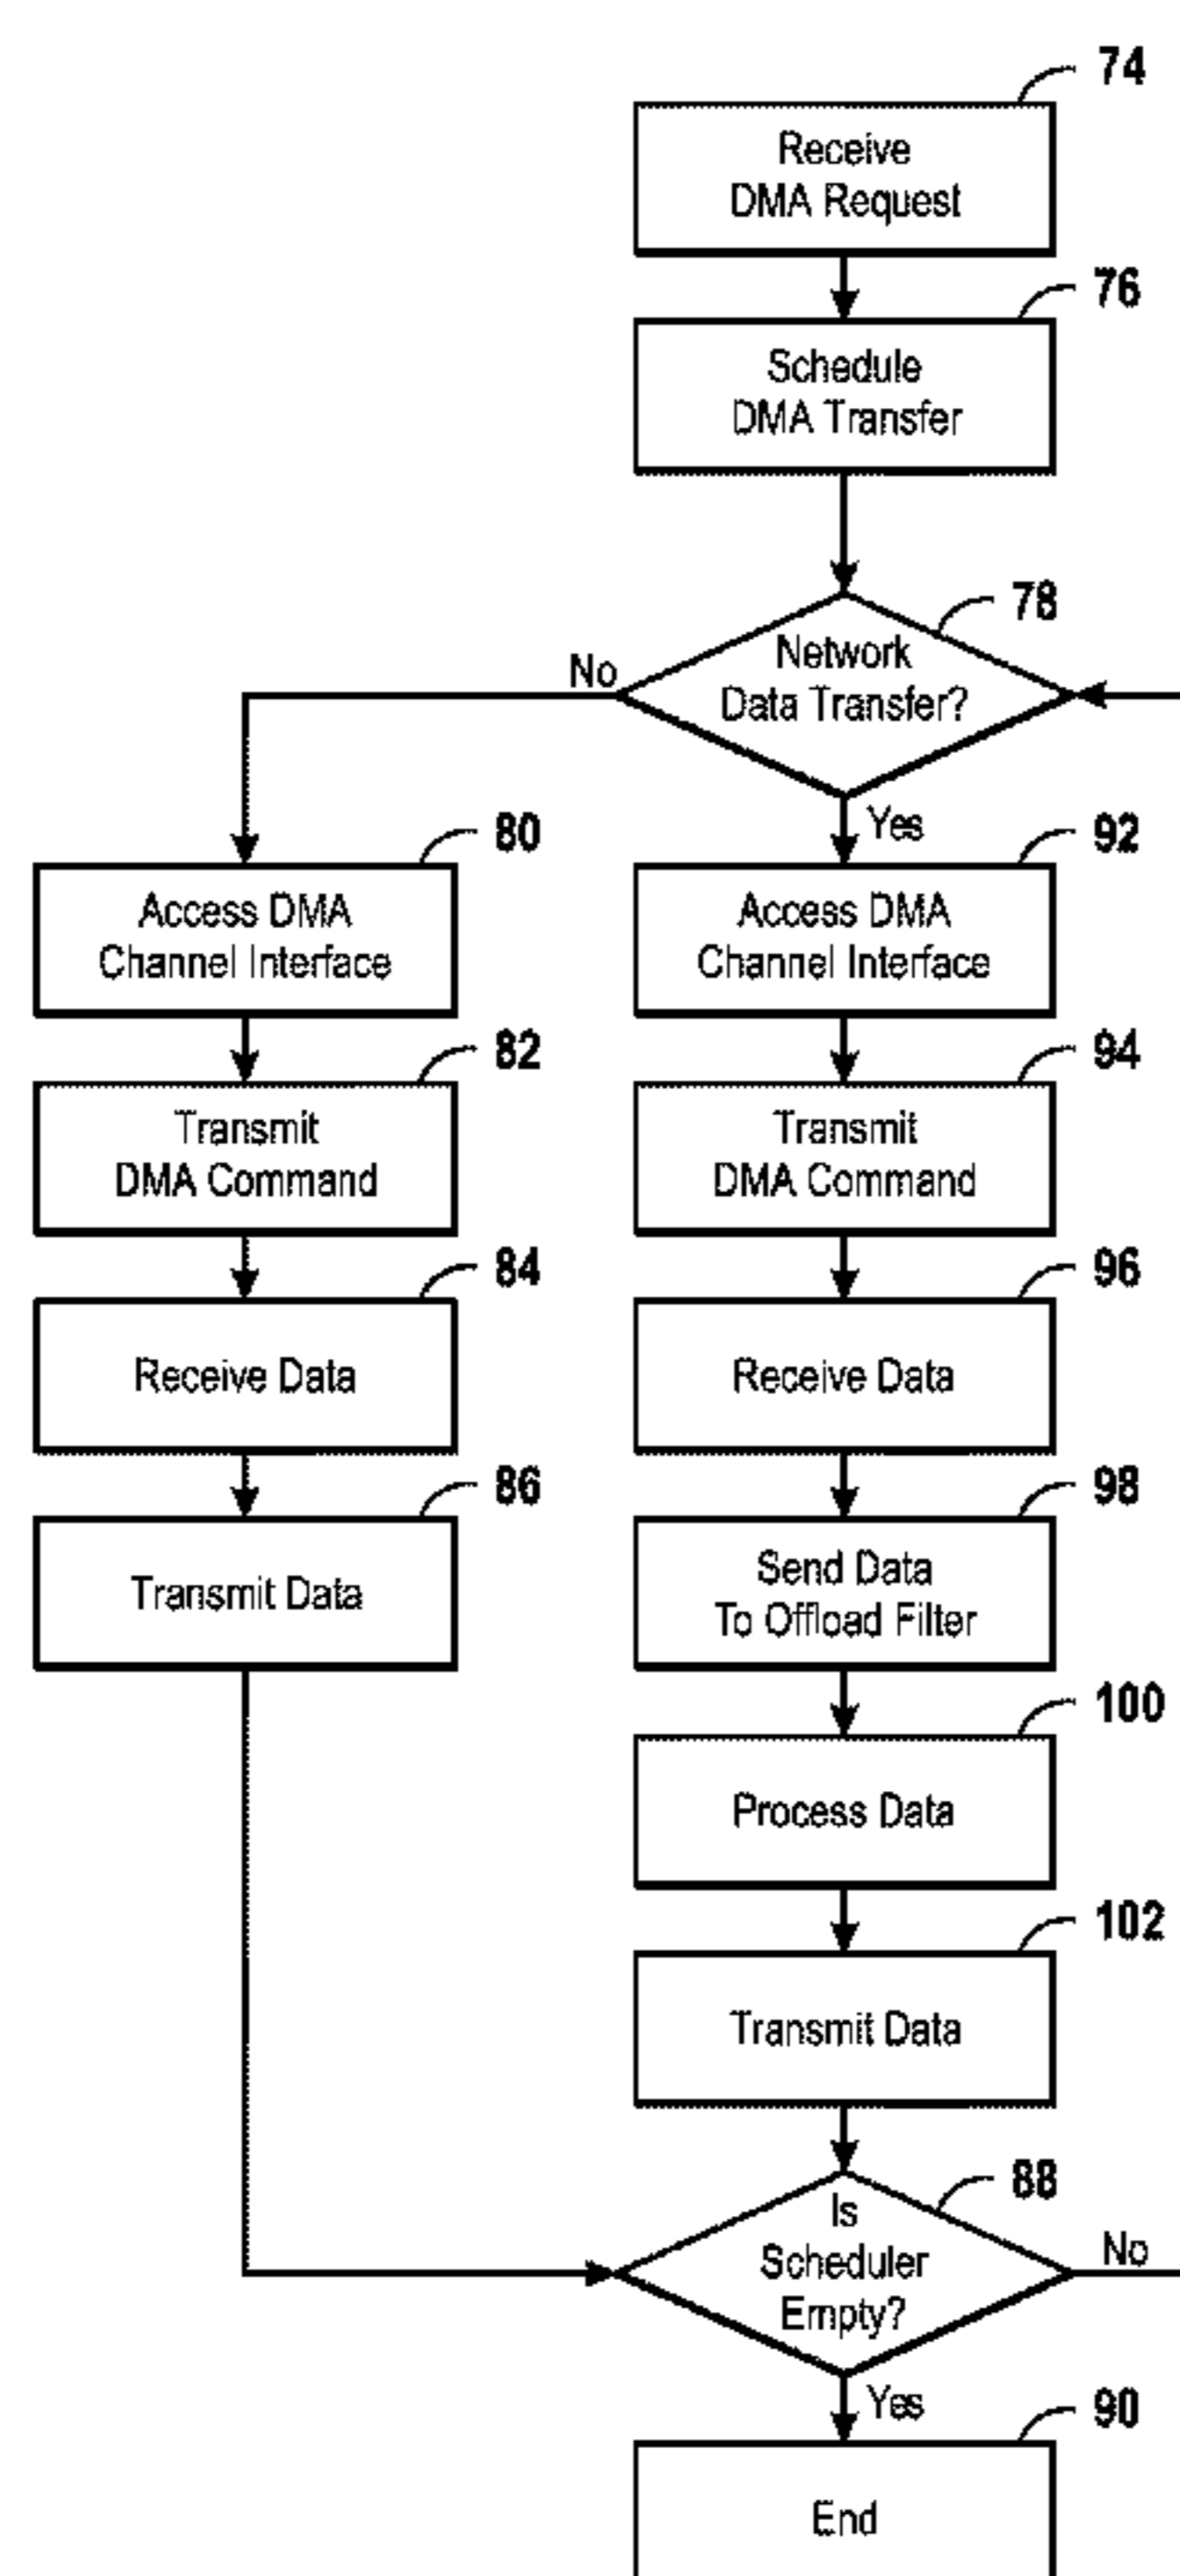 74
Receive
DMA Request
76
Schedule
DMA Transfer
78
Network
Data Transfer?
No
Yes
80
Access DMA
Channel Interface
92
Access DMA
Channel Interface
82
Transmit
DMA Command
94
Transmit
DMA Command
84
Receive Data
96
Receive Data
86
Transmit Data
98
Send Data
To Offload Filter
100
Process Data
102
Transmit Data
88
Is
Scheduler
Empty?
No
Yes
90
End